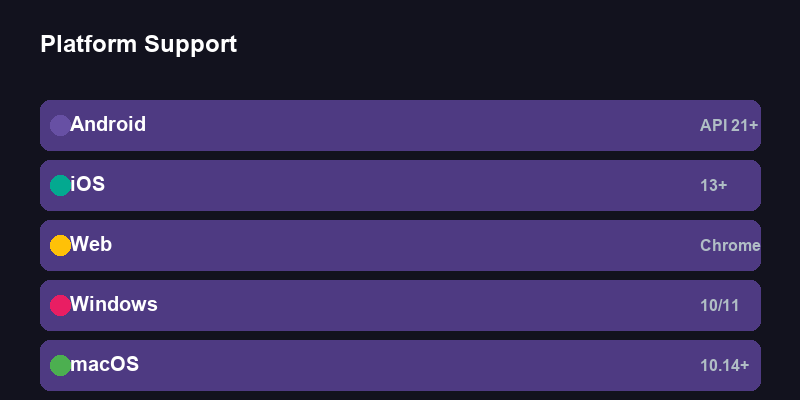 Platform Support
Android API 21+
iOS 13+
Web Chrome
Windows 10/11
macOS 10.14+